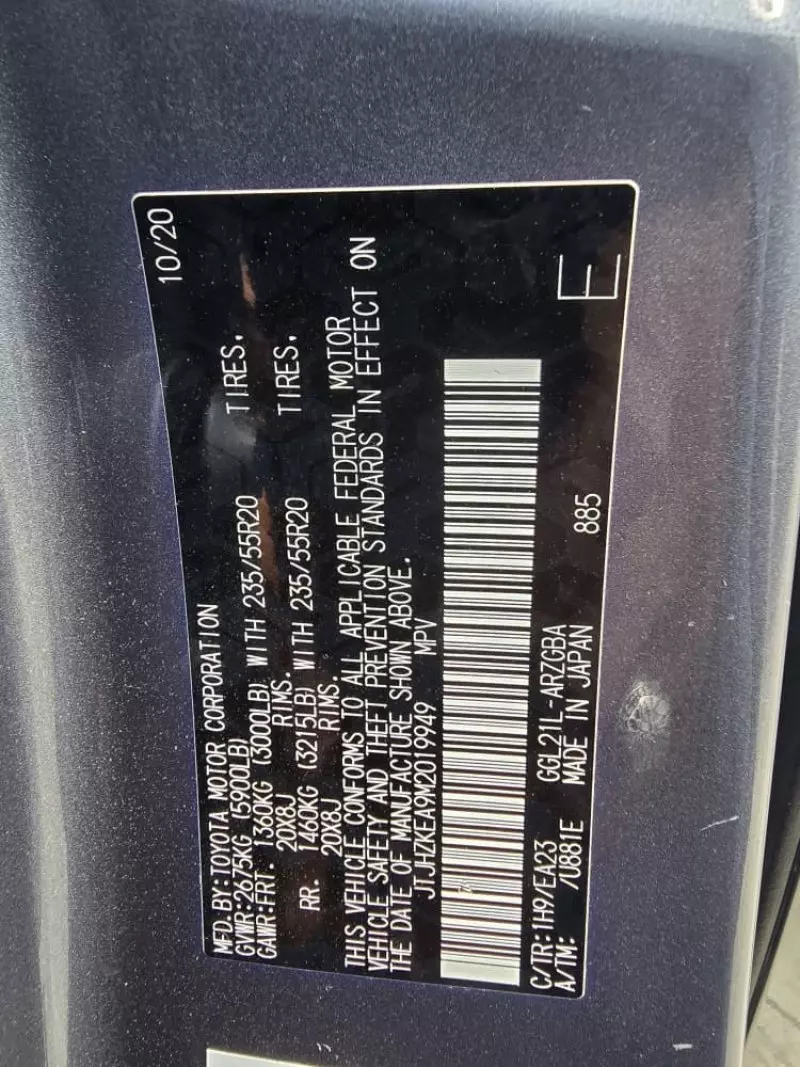 MFD.BY:TOYOTA MOTOR CORPORATION 10/20
GVWR:2675KG (5900LB)
GAWR:FRT. 1360KG (3000LB) WITH 235/55R20 TIRES,
20X8J RIMS.
RR. 1460KG (3215LB) WITH 235/55R20 TIRES,
20X8J RIMS.
THIS VEHICLE CONFORMS TO ALL APPLICABLE FEDERAL MOTOR
VEHICLE SAFETY AND THEFT PREVENTION STANDARDS IN EFFECT ON
THE DATE OF MANUFACTURE SHOWN ABOVE.
JTJHZKEA9M2019949 MPV
C/TR:1H9/EA23 GGL21L-ARZGBA
A/TM: /U881E MADE IN JAPAN 885
E